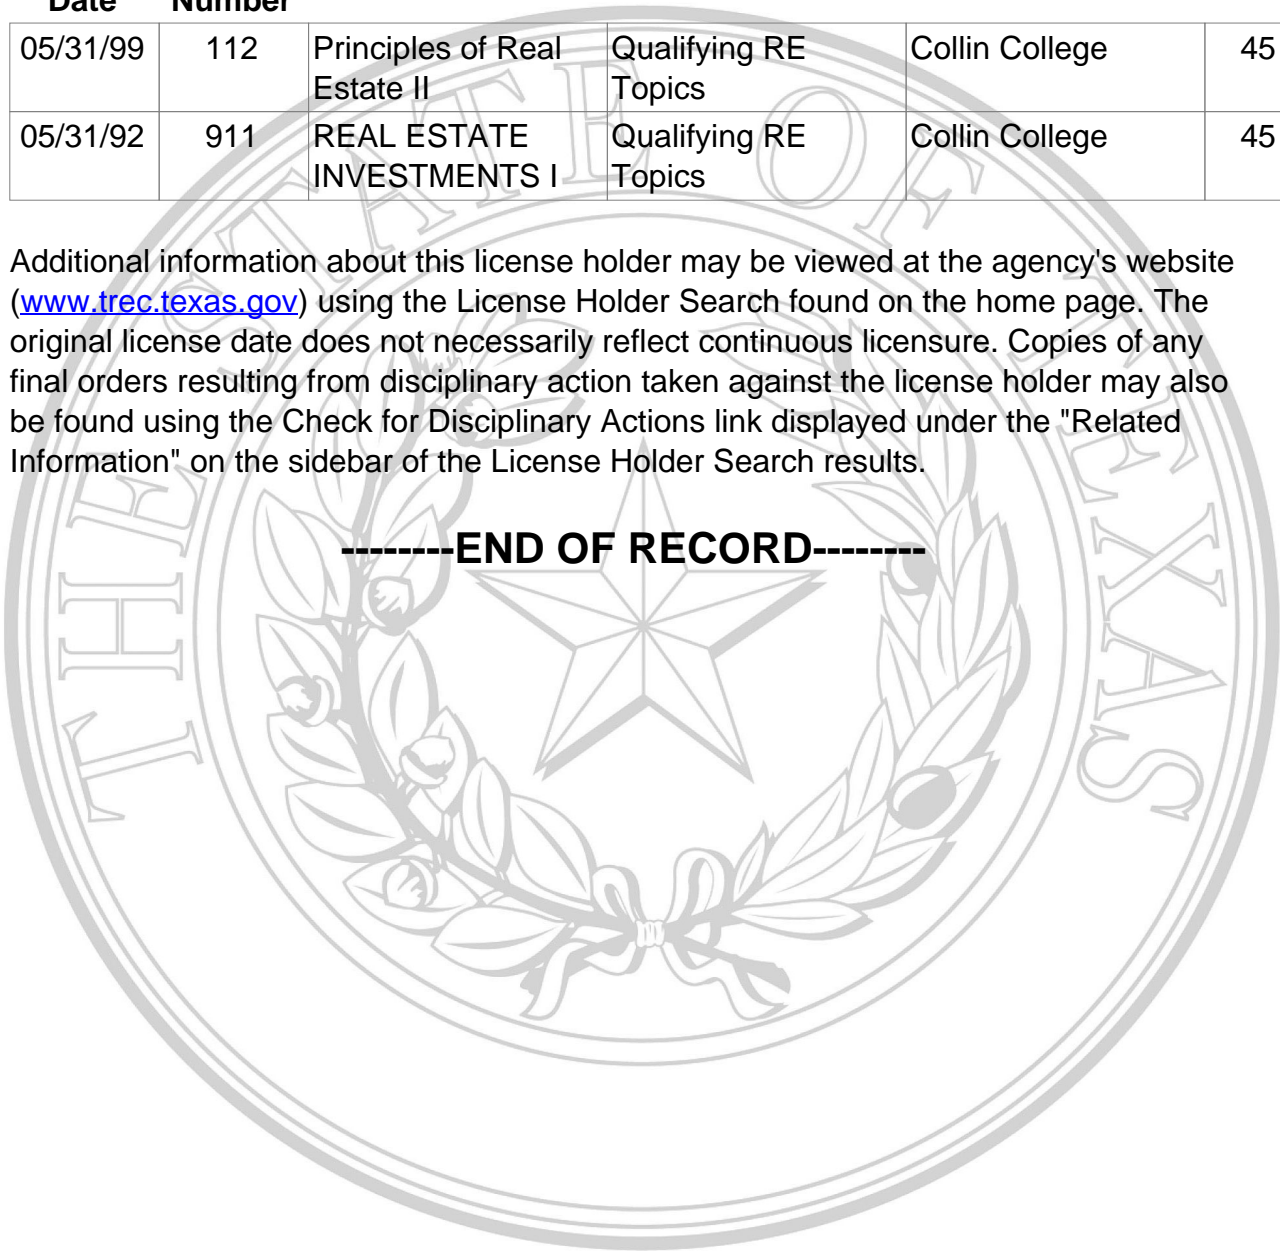 Date Number
05/31/99 112 Principles of Real Estate II Qualifying RE Topics Collin College 45
05/31/92 911 REAL ESTATE INVESTMENTS I Qualifying RE Topics Collin College 45
Additional information about this license holder may be viewed at the agency's website
(www.trec.texas.gov) using the License Holder Search found on the home page. The
original license date does not necessarily reflect continuous licensure. Copies of any
final orders resulting from disciplinary action taken against the license holder may also
be found using the Check for Disciplinary Actions link displayed under the "Related
Information" on the sidebar of the License Holder Search results.
--------END OF RECORD--------
THE STATE OF TEXAS